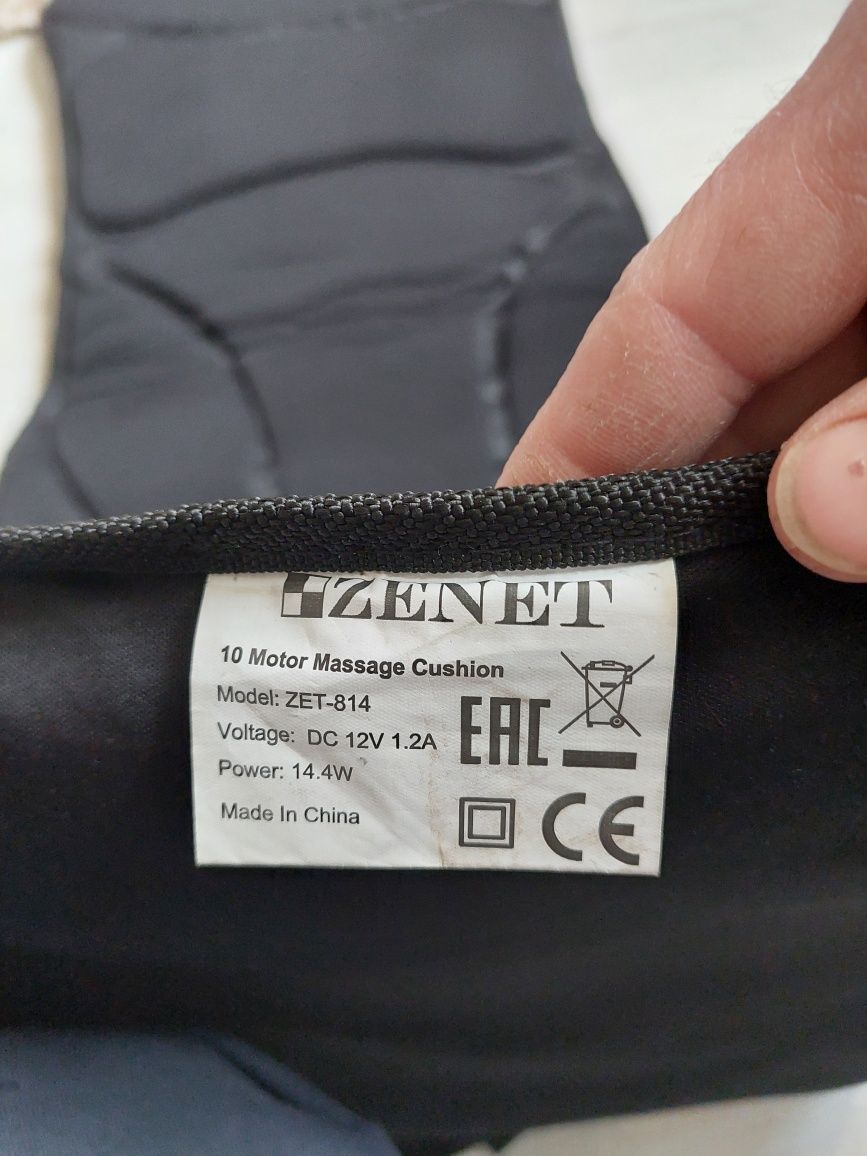 ZENET
10 Motor Massage Cushion
Model: ZET-814
Voltage: DC 12V 1.2A
Power: 14.4W
Made In China
EAC
CE